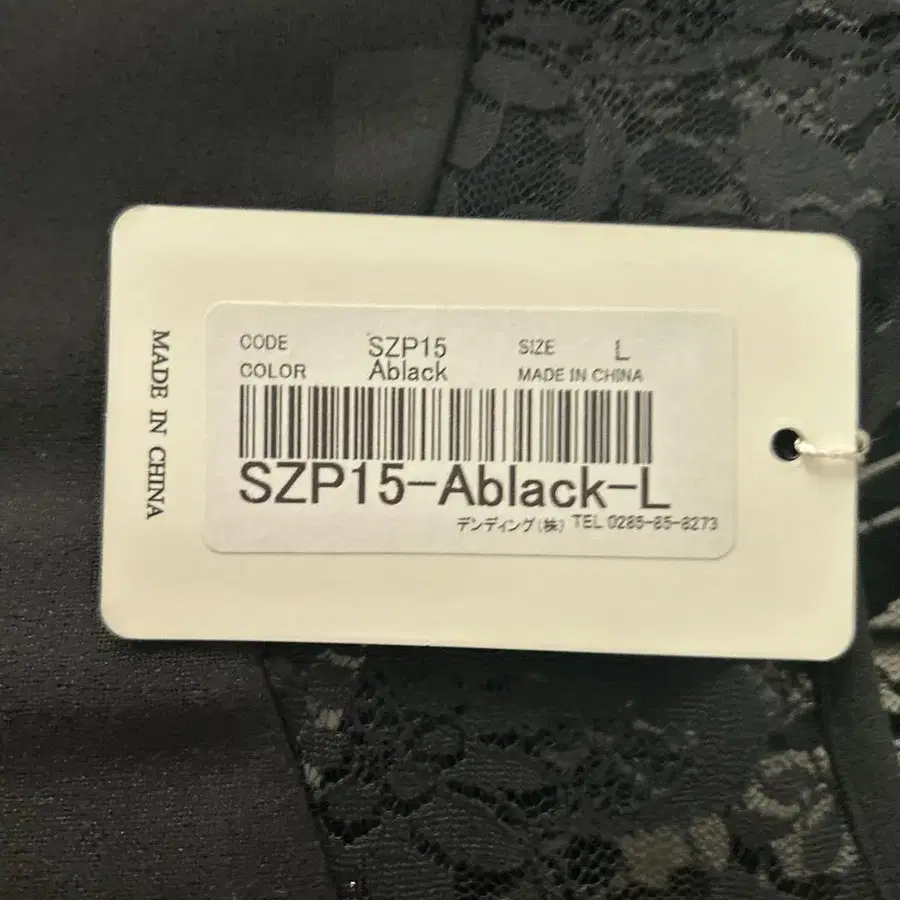 MADE IN CHINA
CODE SZP15 SIZE L
COLOR Ablack MADE IN CHINA
SZP15-Ablack-L
デンディング(株) TEL 0285-85-8273